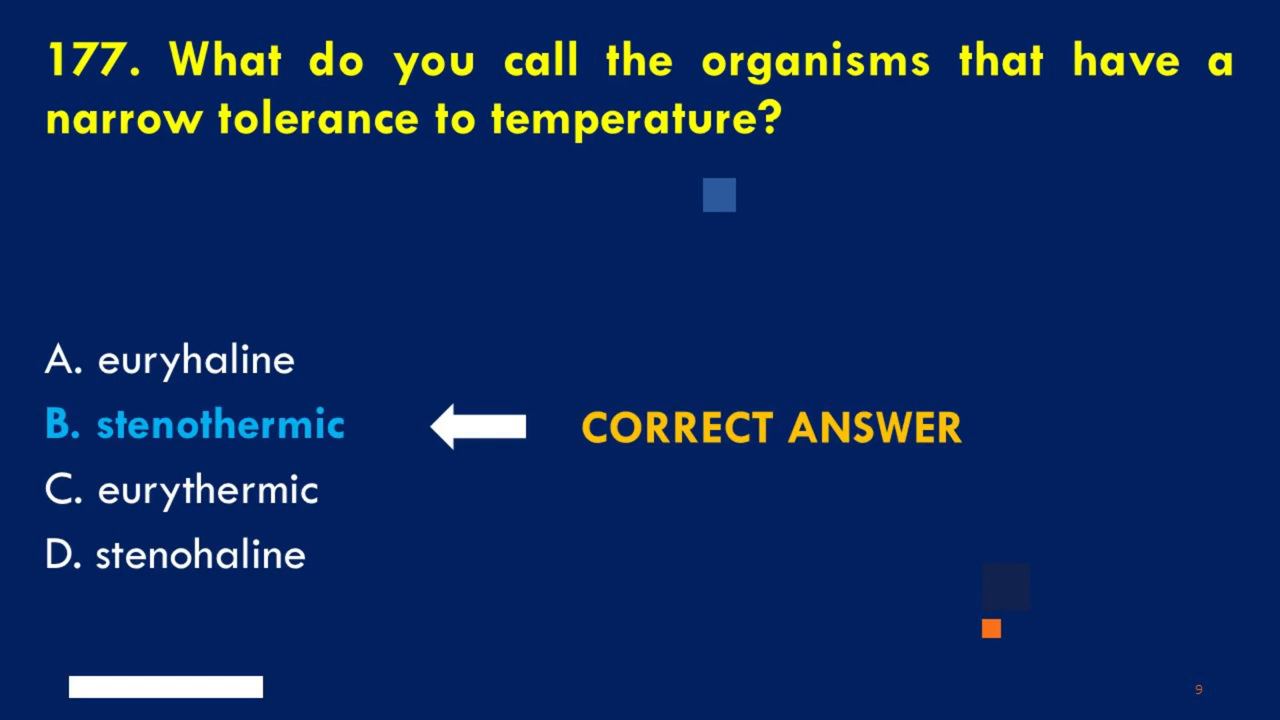 177. What do you call the organisms that have a
narrow tolerance to temperature?
A. euryhaline
B. stenothermic
CORRECT ANSWER
C. eurythermic
D. stenohaline
9